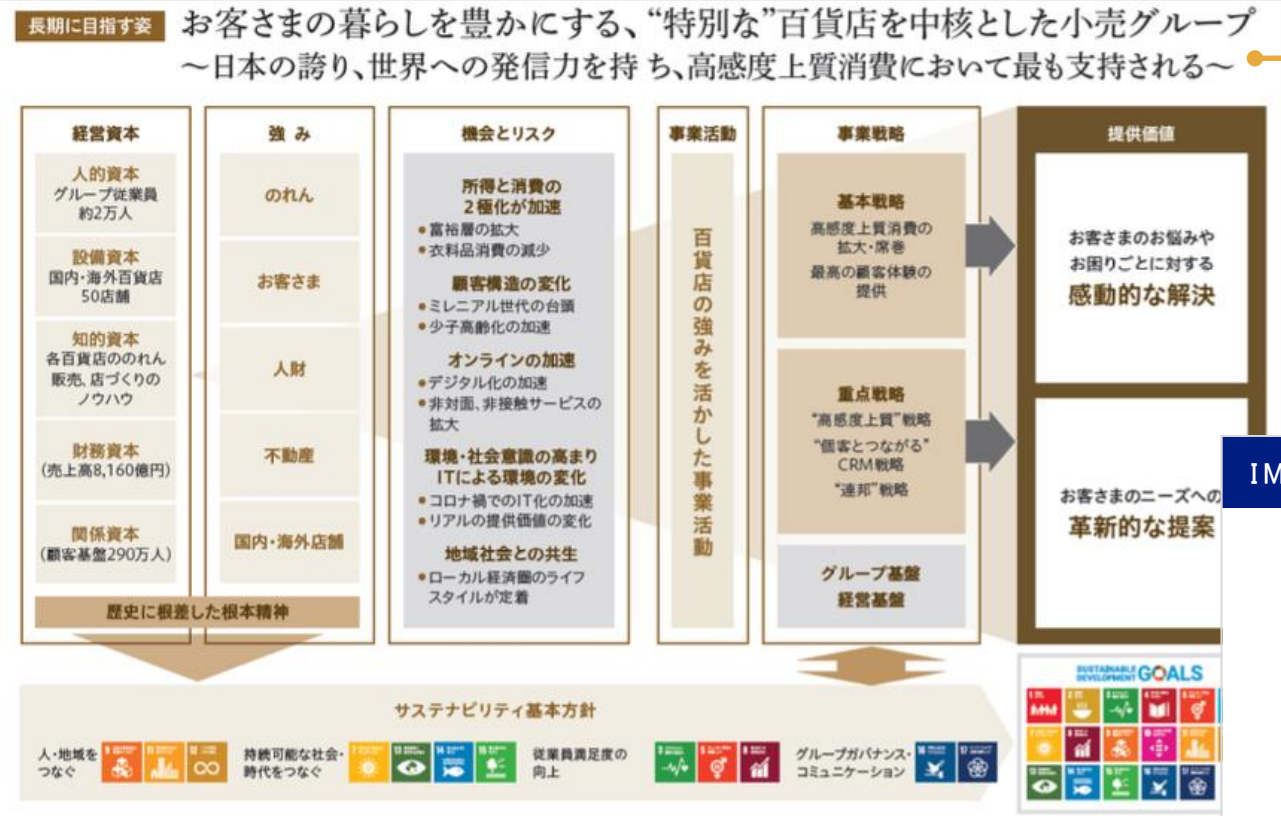 長期に目指す姿
お客さまの暮らしを豊かにする、“特別な”百貨店を中核とした小売グループ
～日本の誇り、世界への発信力を持ち、高感度上質消費において最も支持される～
経営資本
人的資本
グループ従業員
約2万人
設備資本
国内・海外百貨店
50店舗
知的資本
各百貨店ののれん
販売、店づくりの
ノウハウ
財務資本
(売上高8,160億円)
関係資本
(顧客基盤290万人)
強み
のれん
お客さま
人財
不動産
国内・海外店舗
歴史に根差した根本精神
機会とリスク
所得と消費の
2極化が加速
●富裕層の拡大
●衣料品消費の減少
顧客構造の変化
●ミレニアル世代の台頭
●少子高齢化の加速
オンラインの加速
●デジタル化の加速
●非対面、非接触サービスの
拡大
環境・社会意識の高まり
ITによる環境の変化
●コロナ禍でのIT化の加速
●リアルの提供価値の変化
地域社会との共生
●ローカル経済圏のライフ
スタイルが定着
事業活動
百貨店の強みを活かした事業活動
事業戦略
基本戦略
高感度上質消費の
拡大・席巻
最高の顧客体験の
提供
重点戦略
“高感度上質”戦略
“個客とつながる”
CRM戦略
“連邦”戦略
グループ基盤
経営基盤
提供価値
お客さまのお悩みや
お困りごとに対する
感動的な解決
お客さまのニーズへの
革新的な提案
IM
サステナビリティ基本方針
人・地域を
つなぐ
9
11
12
持続可能な社会・
時代をつなぐ
7
13
14
15
従業員満足度の
向上
3
5
8
グループガバナンス・
コミュニケーション
16
17
SUSTAINABLE
DEVELOPMENT GOALS